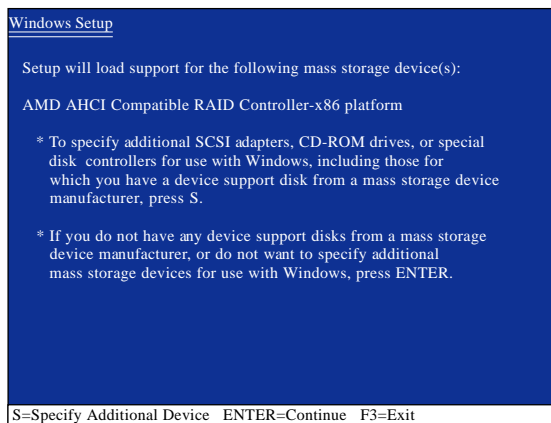 Windows Setup
Setup will load support for the following mass storage device(s):
AMD AHCI Compatible RAID Controller-x86 platform
* To specify additional SCSI adapters, CD-ROM drives, or special
disk controllers for use with Windows, including those for
which you have a device support disk from a mass storage device
manufacturer, press S.
* If you do not have any device support disks from a mass storage
device manufacturer, or do not want to specify additional
mass storage devices for use with Windows, press ENTER.
S=Specify Additional Device ENTER=Continue F3=Exit